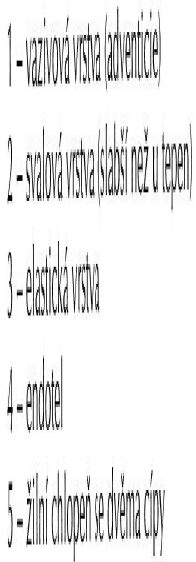 1 – vazivová vrstva (adventicie)
2 – svalová vrstva (slabší než u tepen)
3 – elastická vrstva
4 – endotel
5 – žilní chlopeň se dvěma cípy